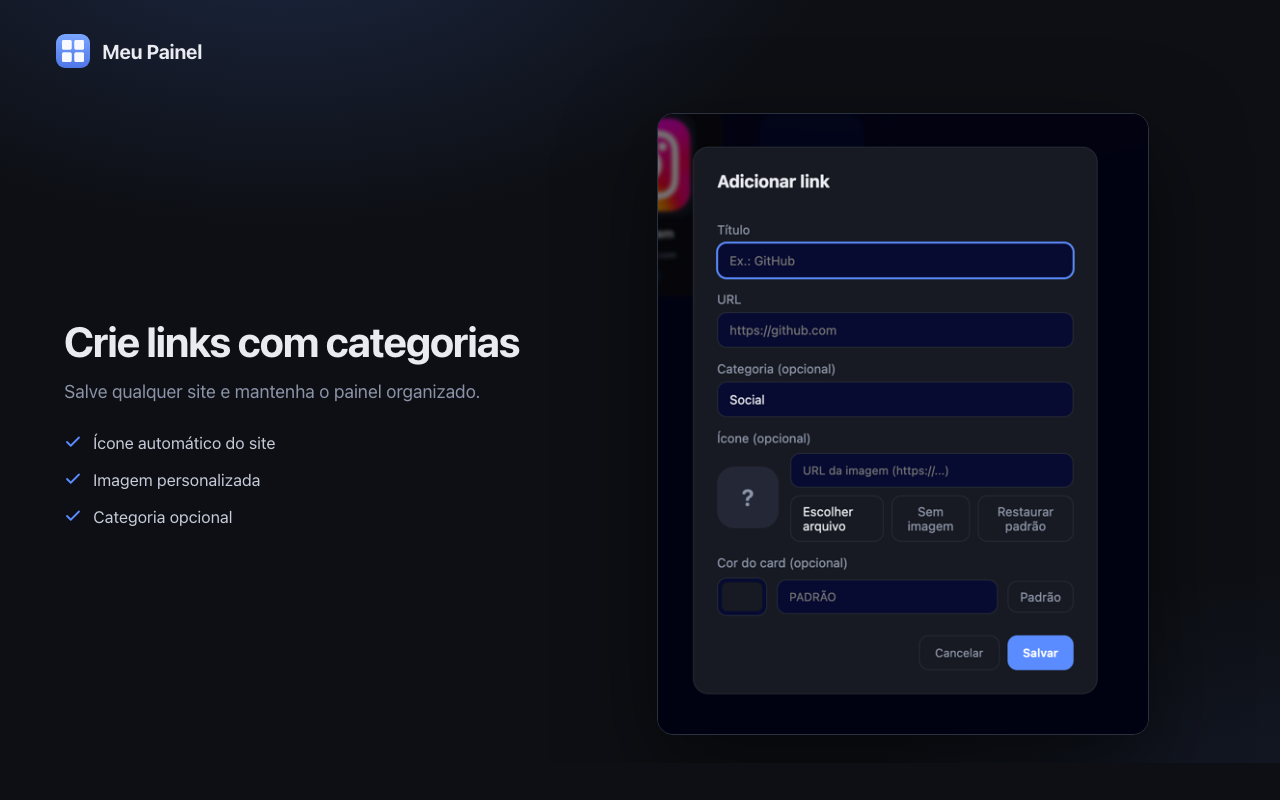 Meu Painel
Crie links com categorias
Salve qualquer site e mantenha o painel organizado.
Ícone automático do site
Imagem personalizada
Categoria opcional
Adicionar link
Título
Ex.: GitHub
URL
https://github.com
Categoria (opcional)
Social
Ícone (opcional)
?
URL da imagem (https://...)
Escolher
arquivo
Sem
imagem
Restaurar
padrão
Cor do card (opcional)
PADRÃO
Padrão
Cancelar
Salvar